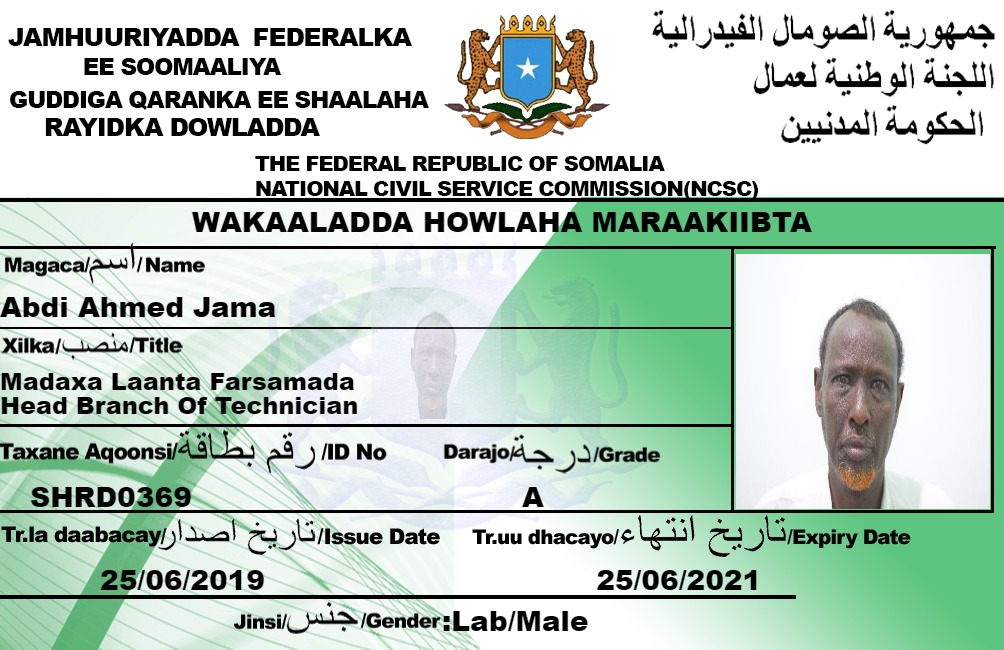 JAMHUURIYADDA FEDERALKA
EE SOOMAALIYA
GUDDIGA QARANKA EE SHAALAHA
RAYIDKA DOWLADDA
جمهورية الصومال الفيدرالية
اللجنة الوطنية لعمال
الحكومة المدنيين
THE FEDERAL REPUBLIC OF SOMALIA
NATIONAL CIVIL SERVICE COMMISSION(NCSC)
WAKAALADDA HOWLAHA MARAAKIIBTA
Magaca/اسم/Name
Abdi Ahmed Jama
Xilka/منصب/Title
Madaxa Laanta Farsamada
Head Branch Of Technician
Taxane Aqoonsi/رقم بطاقة/ID No
Darajo/درجة/Grade
SHRD0369
A
Tr.la daabacay/تاريخ اصدار/Issue Date
Tr.uu dhacayo/تاريخ انتهاء/Expiry Date
25/06/2019
25/06/2021
Jinsi/جنس/Gender:Lab/Male